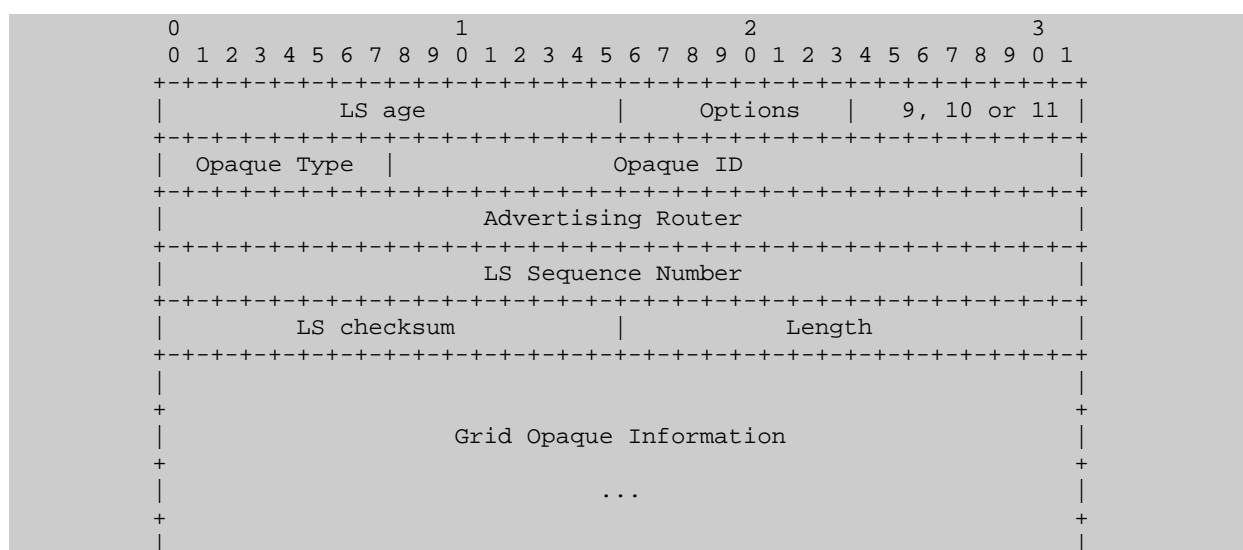 0                   1                   2                   3
0 1 2 3 4 5 6 7 8 9 0 1 2 3 4 5 6 7 8 9 0 1 2 3 4 5 6 7 8 9 0 1
+-+-+-+-+-+-+-+-+-+-+-+-+-+-+-+-+-+-+-+-+-+-+-+-+-+-+-+-+-+-+-+-+
| LS age | Options | 9, 10 or 11 |
+-+-+-+-+-+-+-+-+-+-+-+-+-+-+-+-+-+-+-+-+-+-+-+-+-+-+-+-+-+-+-+-+
| Opaque Type | Opaque ID |
+-+-+-+-+-+-+-+-+-+-+-+-+-+-+-+-+-+-+-+-+-+-+-+-+-+-+-+-+-+-+-+-+
| Advertising Router |
+-+-+-+-+-+-+-+-+-+-+-+-+-+-+-+-+-+-+-+-+-+-+-+-+-+-+-+-+-+-+-+-+
| LS Sequence Number |
+-+-+-+-+-+-+-+-+-+-+-+-+-+-+-+-+-+-+-+-+-+-+-+-+-+-+-+-+-+-+-+-+
| LS checksum | Length |
+-+-+-+-+-+-+-+-+-+-+-+-+-+-+-+-+-+-+-+-+-+-+-+-+-+-+-+-+-+-+-+-+
| |
+ +
| Grid Opaque Information |
+ +
| ... |
+ +
| |